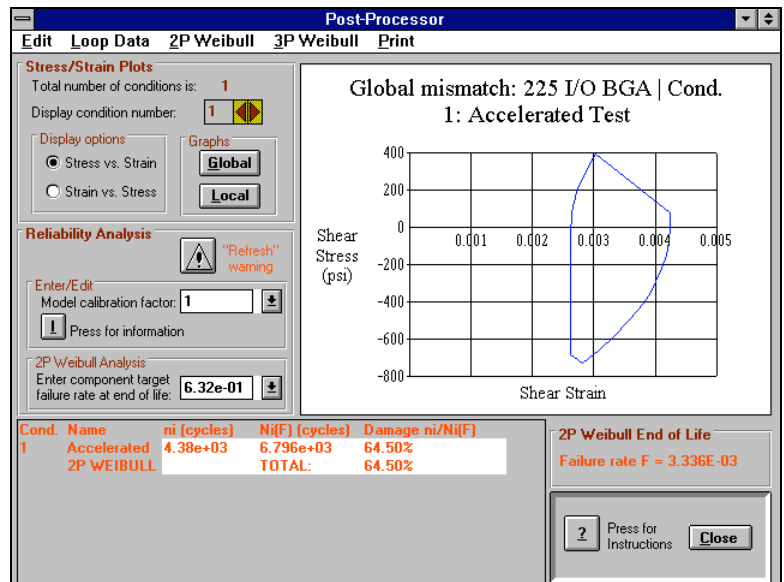 Post-Processor
Edit Loop Data 2P Weibull 3P Weibull Print
Stress/Strain Plots
Total number of conditions is: 1
Display condition number: 1
Display options
Stress vs. Strain
Strain vs. Stress
Graphs
Global
Local
Reliability Analysis
"Refresh"
warning
Enter/Edit
Model calibration factor: 1
I Press for information
2P Weibull Analysis
Enter component target
failure rate at end of life: 6.32e-01
Global mismatch: 225 I/O BGA | Cond.
1: Accelerated Test
400
200
0
-200
-400
-600
-800
0.001 0.002 0.003 0.004 0.005
Shear
Stress
(psi)
Shear Strain
Cond. Name ni (cycles) Ni(F) (cycles) Damage ni/Ni(F)
1 Accelerated 4.38e+03 6.796e+03 64.50%
2P WEIBULL TOTAL: 64.50%
2P Weibull End of Life
Failure rate F = 3.336E-03
? Press for
Instructions
Close